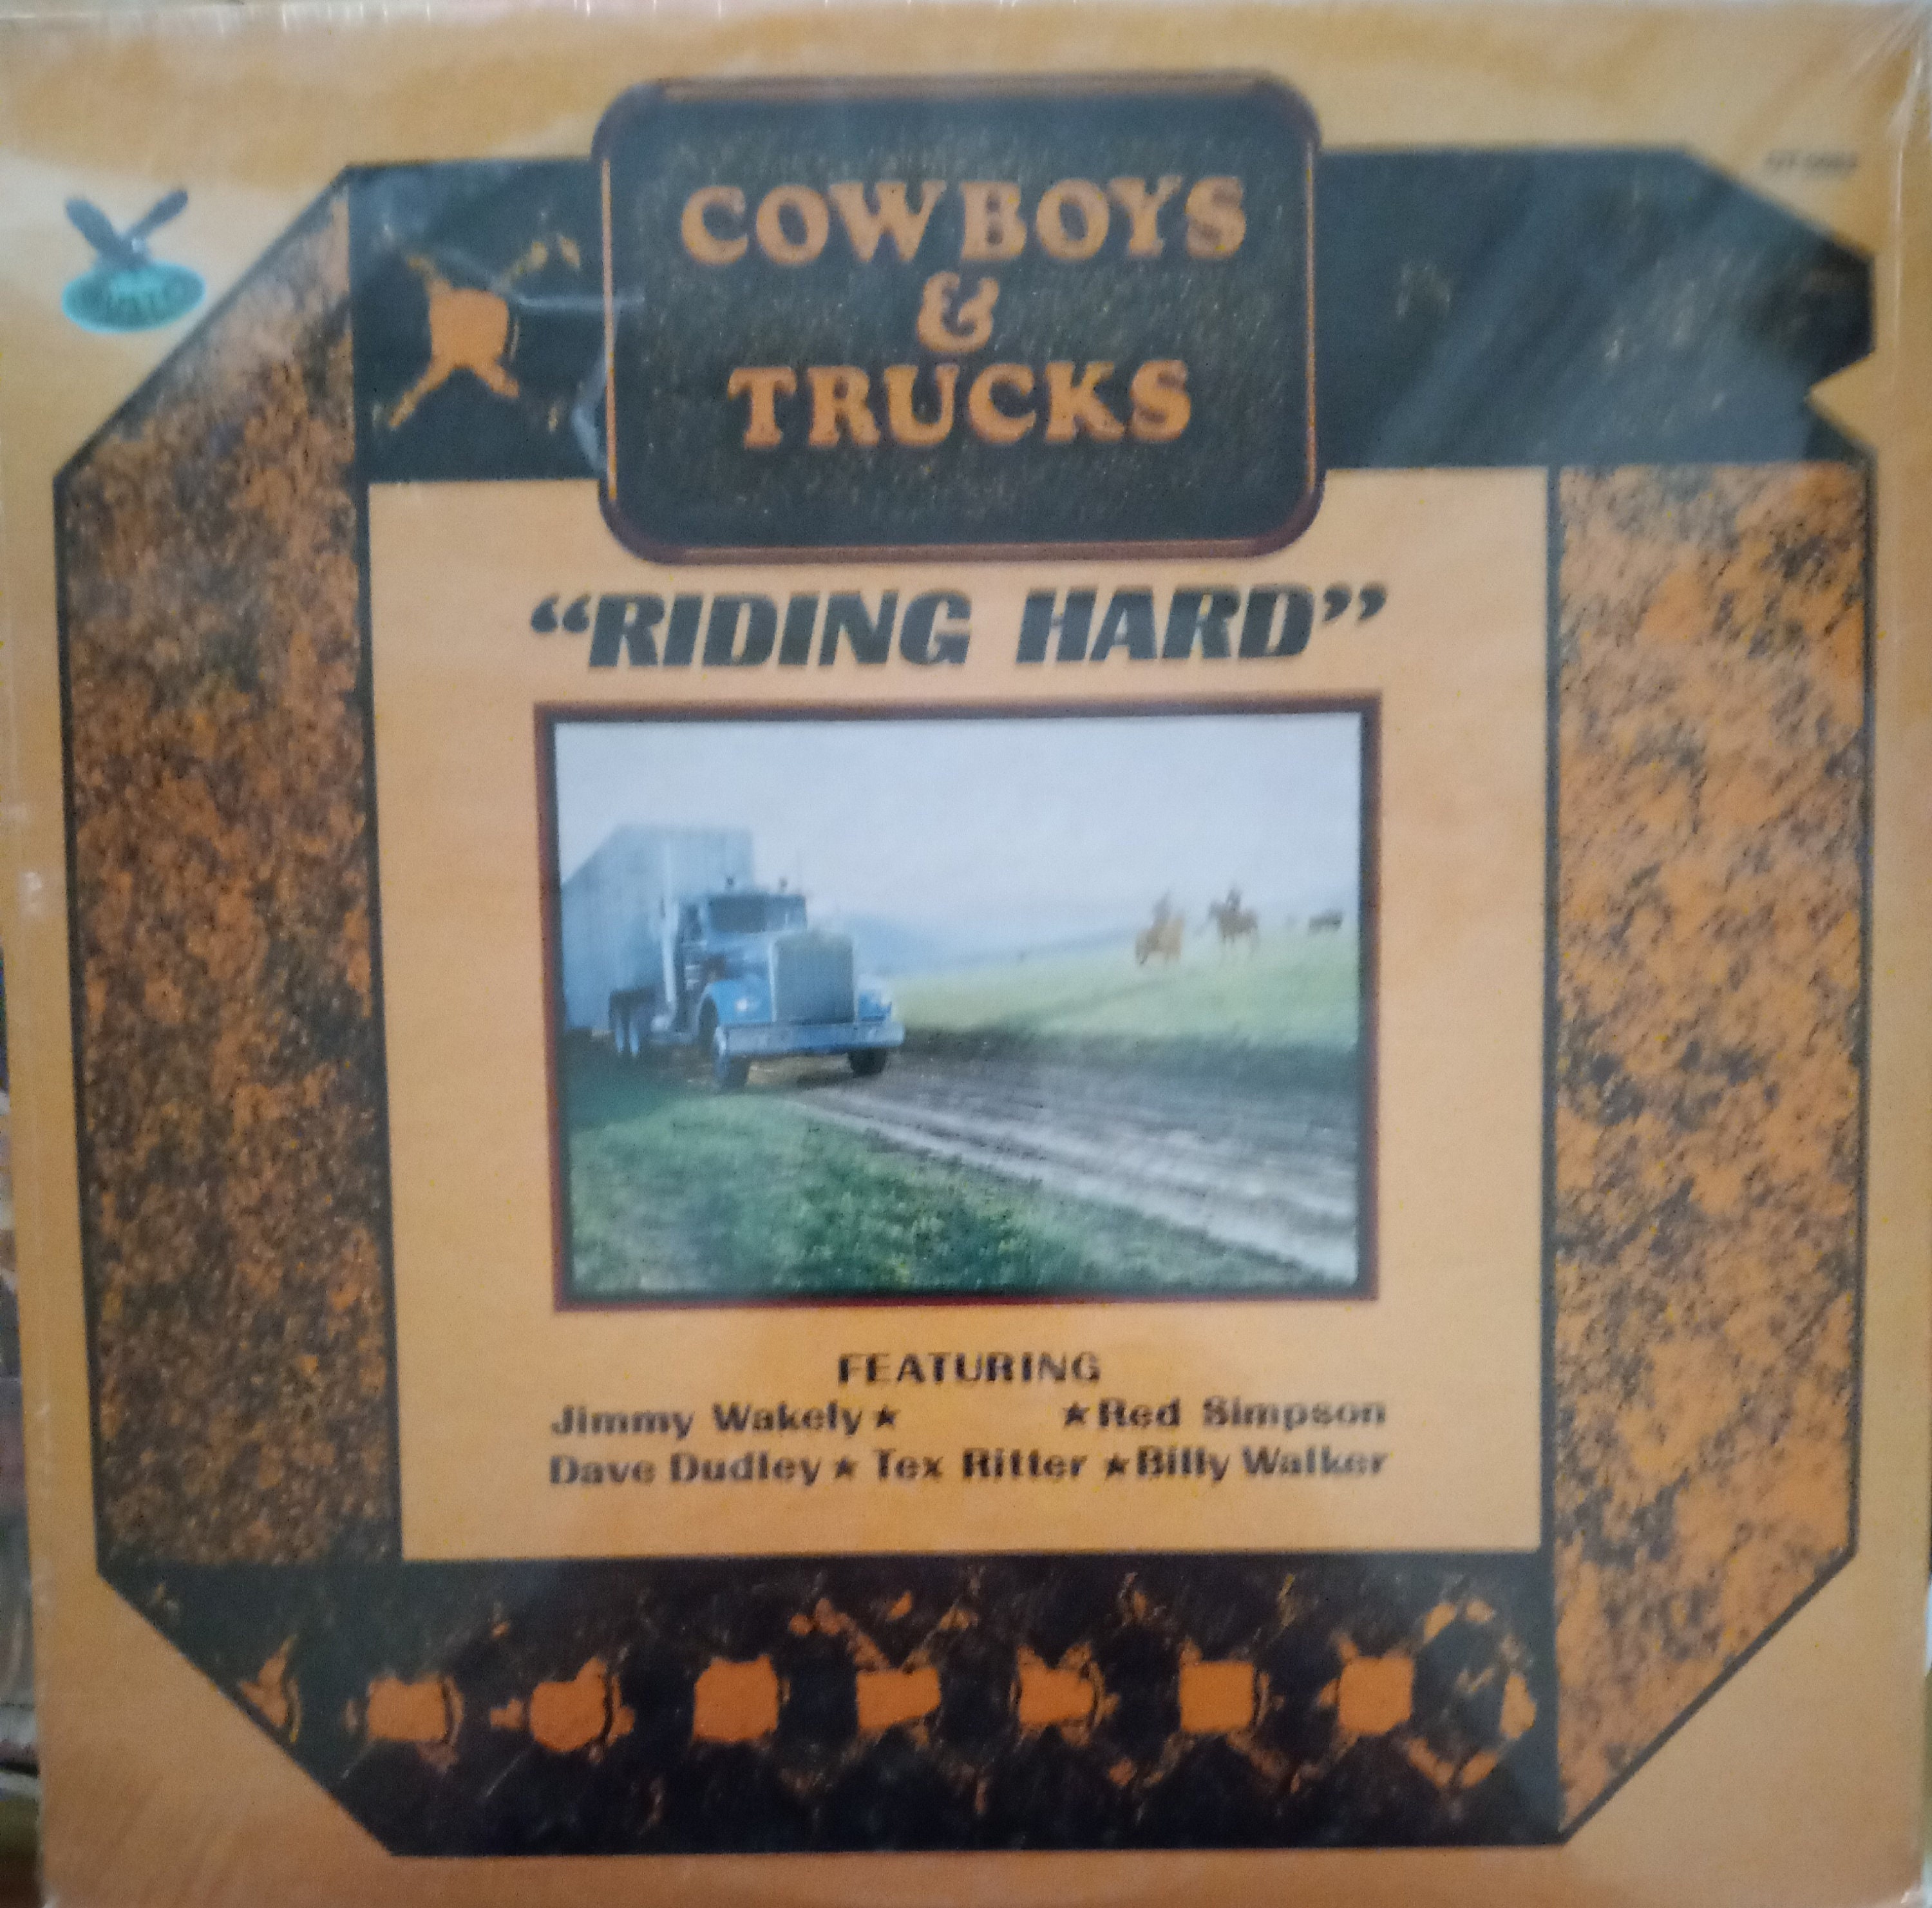 COWBOYS
&
TRUCKS
“RIDING HARD”
FEATURING
Jimmy Wakely★ ★Red Simpson
Dave Dudley★ Tex Ritter ★Billy Walker